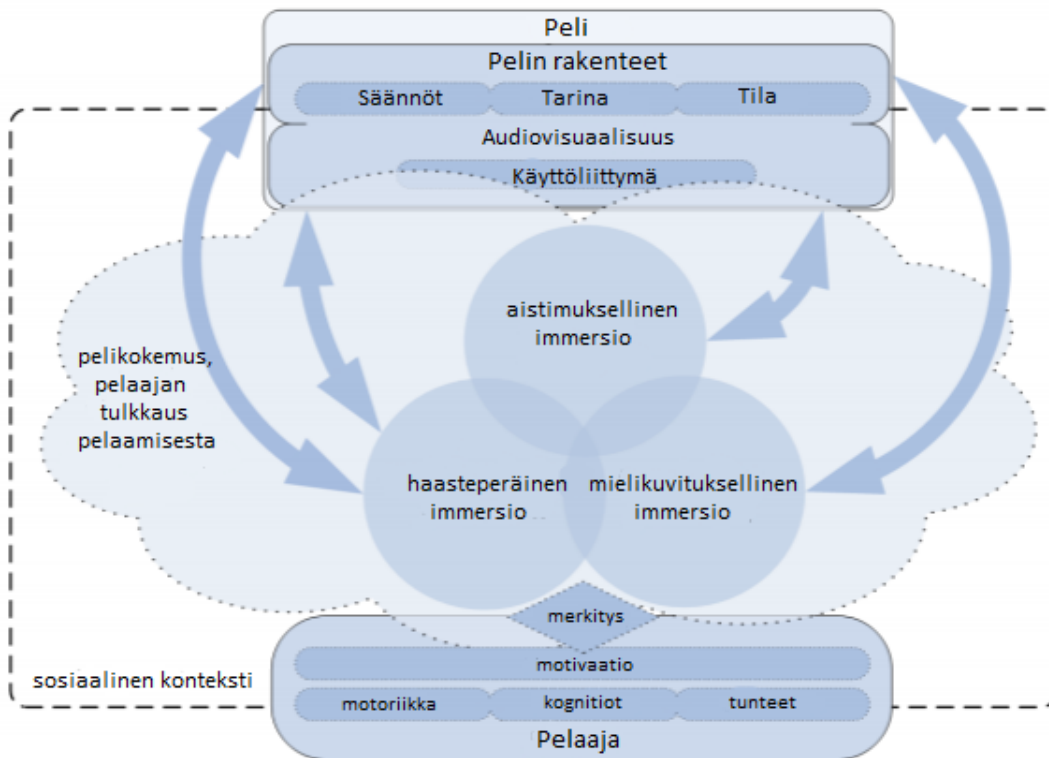 Peli
Pelin rakenteet
Säännöt
Tarina
Tila
Audiovisuaalisuus
Käyttöliittymä
aistimuksellinen
immersio
pelikokemus,
pelaajan
tulkkaus
pelaamisesta
haasteperäinen
immersio
mielikuvituksellinen
immersio
merkitys
sosiaalinen konteksti
motivaatio
motoriikka
kognitiot
tunteet
Pelaaja